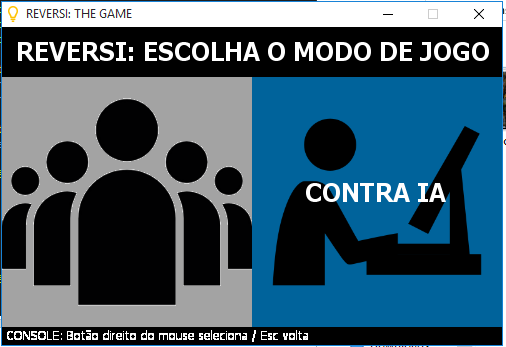 REVERSI: THE GAME
REVERSI: ESCOLHA O MODO DE JOGO
CONTRA IA
CONSOLE: Botão direito do mouse seleciona / Esc volta